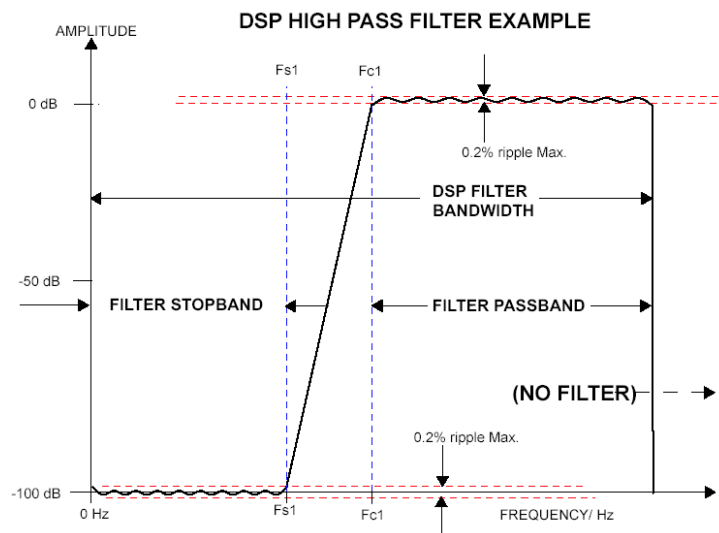 DSP HIGH PASS FILTER EXAMPLE
AMPLITUDE
Fs1
Fc1
0 dB
0.2% ripple Max.
DSP FILTER
BANDWIDTH
-50 dB
FILTER STOPBAND
FILTER PASSBAND
(NO FILTER)
0.2% ripple Max.
-100 dB
0 Hz
Fs1
Fc1
FREQUENCY/ Hz